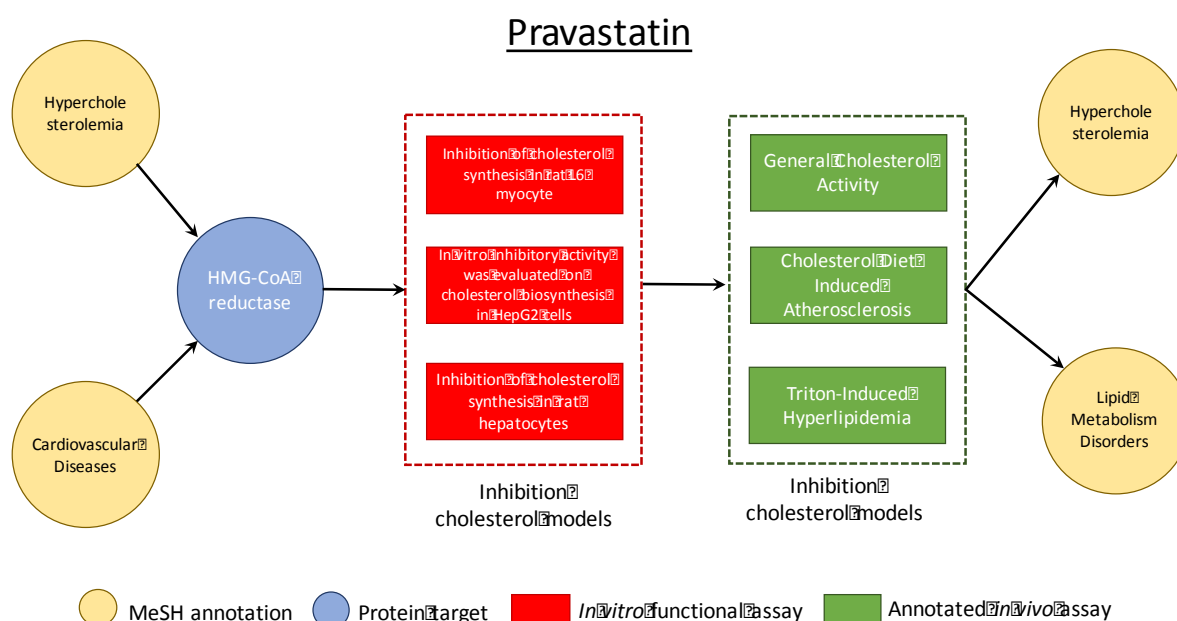 Pravastatin
Hyperchole
sterolemia
Cardiovascular
Diseases
HMG-CoA
reductase
Inhibition of cholesterol
synthesis in rat L6
myocyte
In vitro inhibitory activity
was evaluated on
cholesterol biosynthesis
in HepG2 cells
Inhibition of cholesterol
synthesis in rat
hepatocytes
Inhibition
cholesterol models
General Cholesterol
Activity
Cholesterol Diet
Induced
Atherosclerosis
Triton-Induced
Hyperlipidemia
Inhibition
cholesterol models
Hyperchole
sterolemia
Lipid
Metabolism
Disorders
MeSH annotation
Protein target
In vitro functional assay
Annotated in vivo assay